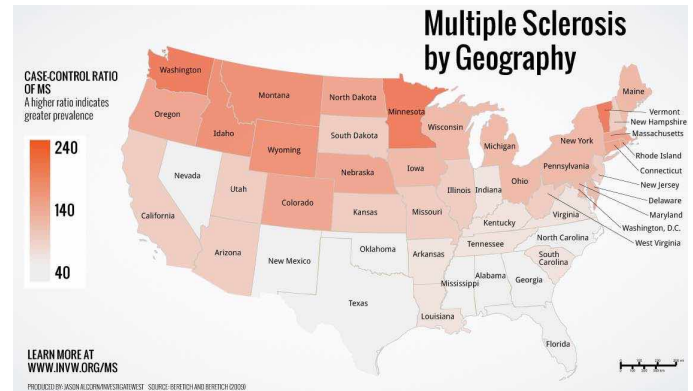 Multiple Sclerosis
by Geography
CASE-CONTROL RATIO
OF MS
A higher ratio indicates
greater prevalence
240
140
40
Washington
Oregon
Idaho
Montana
Wyoming
North Dakota
South Dakota
Nebraska
Minnesota
Wisconsin
Iowa
Michigan
Nevada
Utah
Colorado
Kansas
California
Arizona
New Mexico
Oklahoma
Texas
Missouri
Arkansas
Louisiana
Illinois
Indiana
Ohio
Kentucky
Tennessee
Mississippi
Alabama
Georgia
Florida
South
Carolina
North Carolina
Virginia
Pennsylvania
New York
Maine
Vermont
New Hampshire
Massachusetts
Rhode Island
Connecticut
New Jersey
Delaware
Maryland
Washington, D.C.
West Virginia
LEARN MORE AT
WWW.INVW.ORG/MS
PRODUCED BY: JASON ALCORN/INVESTIGATEWEST SOURCE: BERETICH AND BERETICH (2009)